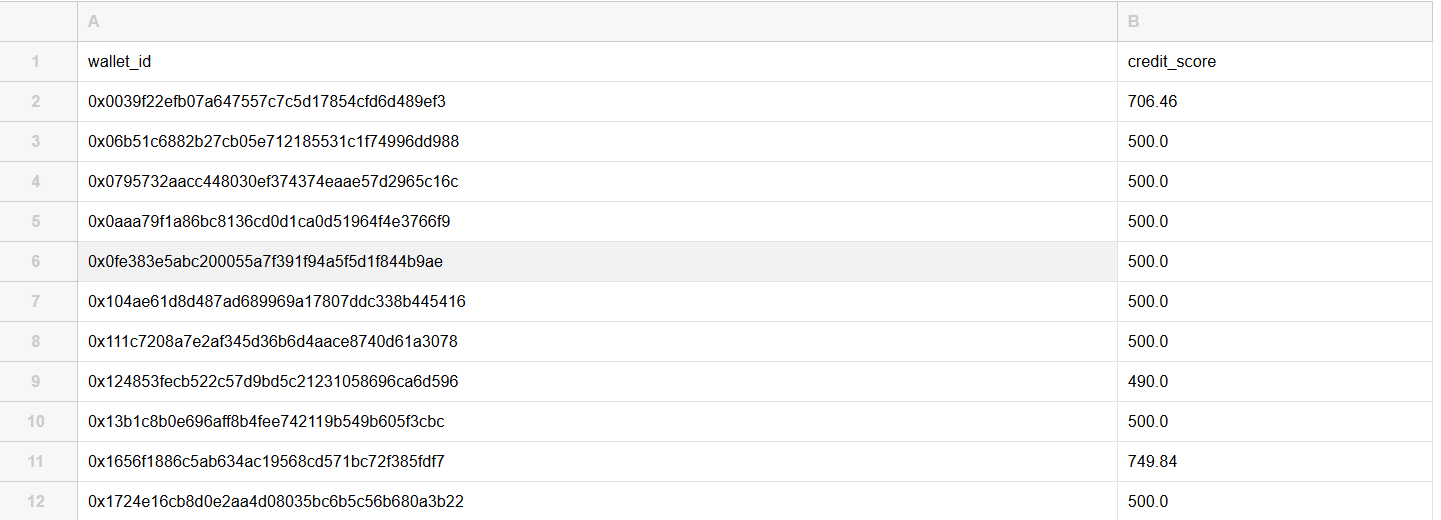 A B
1 wallet_id credit_score
2 0x0039f22efb07a647557c7c5d17854cfd6d489ef3 706.46
3 0x06b51c6882b27cb05e712185531c1f74996dd988 500.0
4 0x0795732aacc448030ef374374eaae57d2965c16c 500.0
5 0x0aaa79f1a86bc8136cd0d1ca0d51964f4e3766f9 500.0
6 0x0fe383e5abc200055a7f391f94a5f5d1f844b9ae 500.0
7 0x104ae61d8d487ad689969a17807ddc338b445416 500.0
8 0x111c7208a7e2af345d36b6d4aace8740d61a3078 500.0
9 0x124853fecb522c57d9bd5c21231058696ca6d596 490.0
10 0x13b1c8b0e696aff8b4fee742119b549b605f3cbc 500.0
11 0x1656f1886c5ab634ac19568cd571bc72f385fdf7 749.84
12 0x1724e16cb8d0e2aa4d08035bc6b5c56b680a3b22 500.0